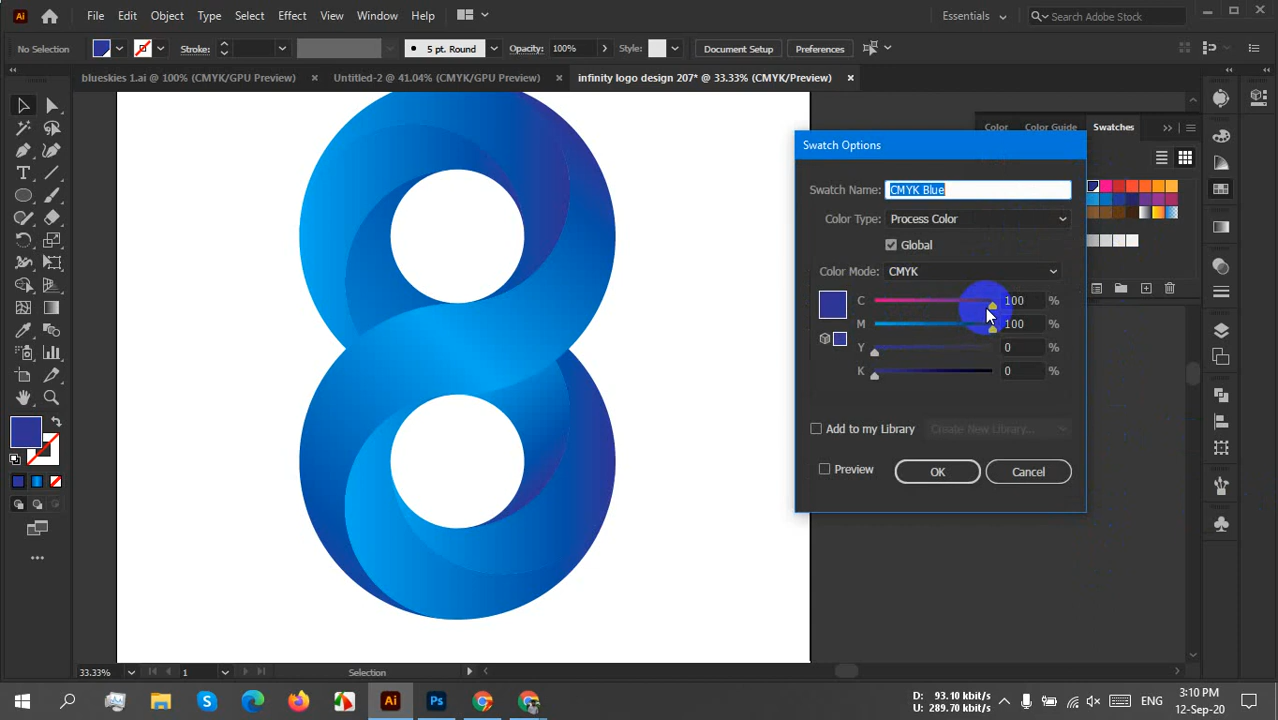 Ai File Edit Object Type Select Effect View Window Help Essentials Search Adobe Stock
No Selection Stroke: 5 pt. Round Opacity: 100% Style: Document Setup Preferences
blueskies 1.ai @ 100% (CMYK/GPU Preview) × Untitled-2 @ 41.04% (CMYK/GPU Preview) × infinity logo design 207* @ 33.33% (CMYK/Preview) ×
Color Color Guide Swatches
Swatch Options
Swatch Name: CMYK Blue
Color Type: Process Color
Global
Color Mode: CMYK
C 100 %
M 100 %
Y 0 %
K 0 %
Add to my Library Create New Library...
Preview OK Cancel
33.33% 1 Selection
Ai Ps D: 93.10 kbit/s ENG 3:10 PM
U: 289.70 kbit/s 12-Sep-20